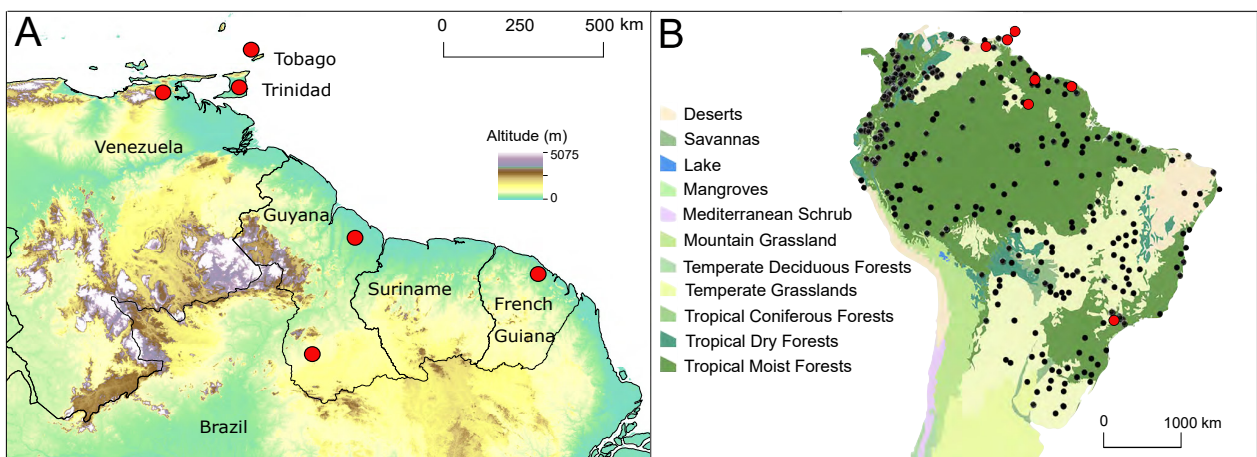 A
0 250 500 km
Tobago
Trinidad
Venezuela
Altitude (m)
5075
0
Guyana
Suriname
French
Guiana
Brazil
B
Deserts
Savannas
Lake
Mangroves
Mediterranean Schrub
Mountain Grassland
Temperate Deciduous Forests
Temperate Grasslands
Tropical Coniferous Forests
Tropical Dry Forests
Tropical Moist Forests
0 1000 km